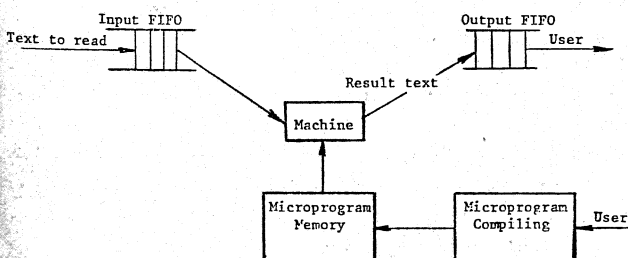 Input FIFO
Output FIFO
Text to read
User
Result text
Machine
Microprogram
Memory
Microprogram
Compiling
User